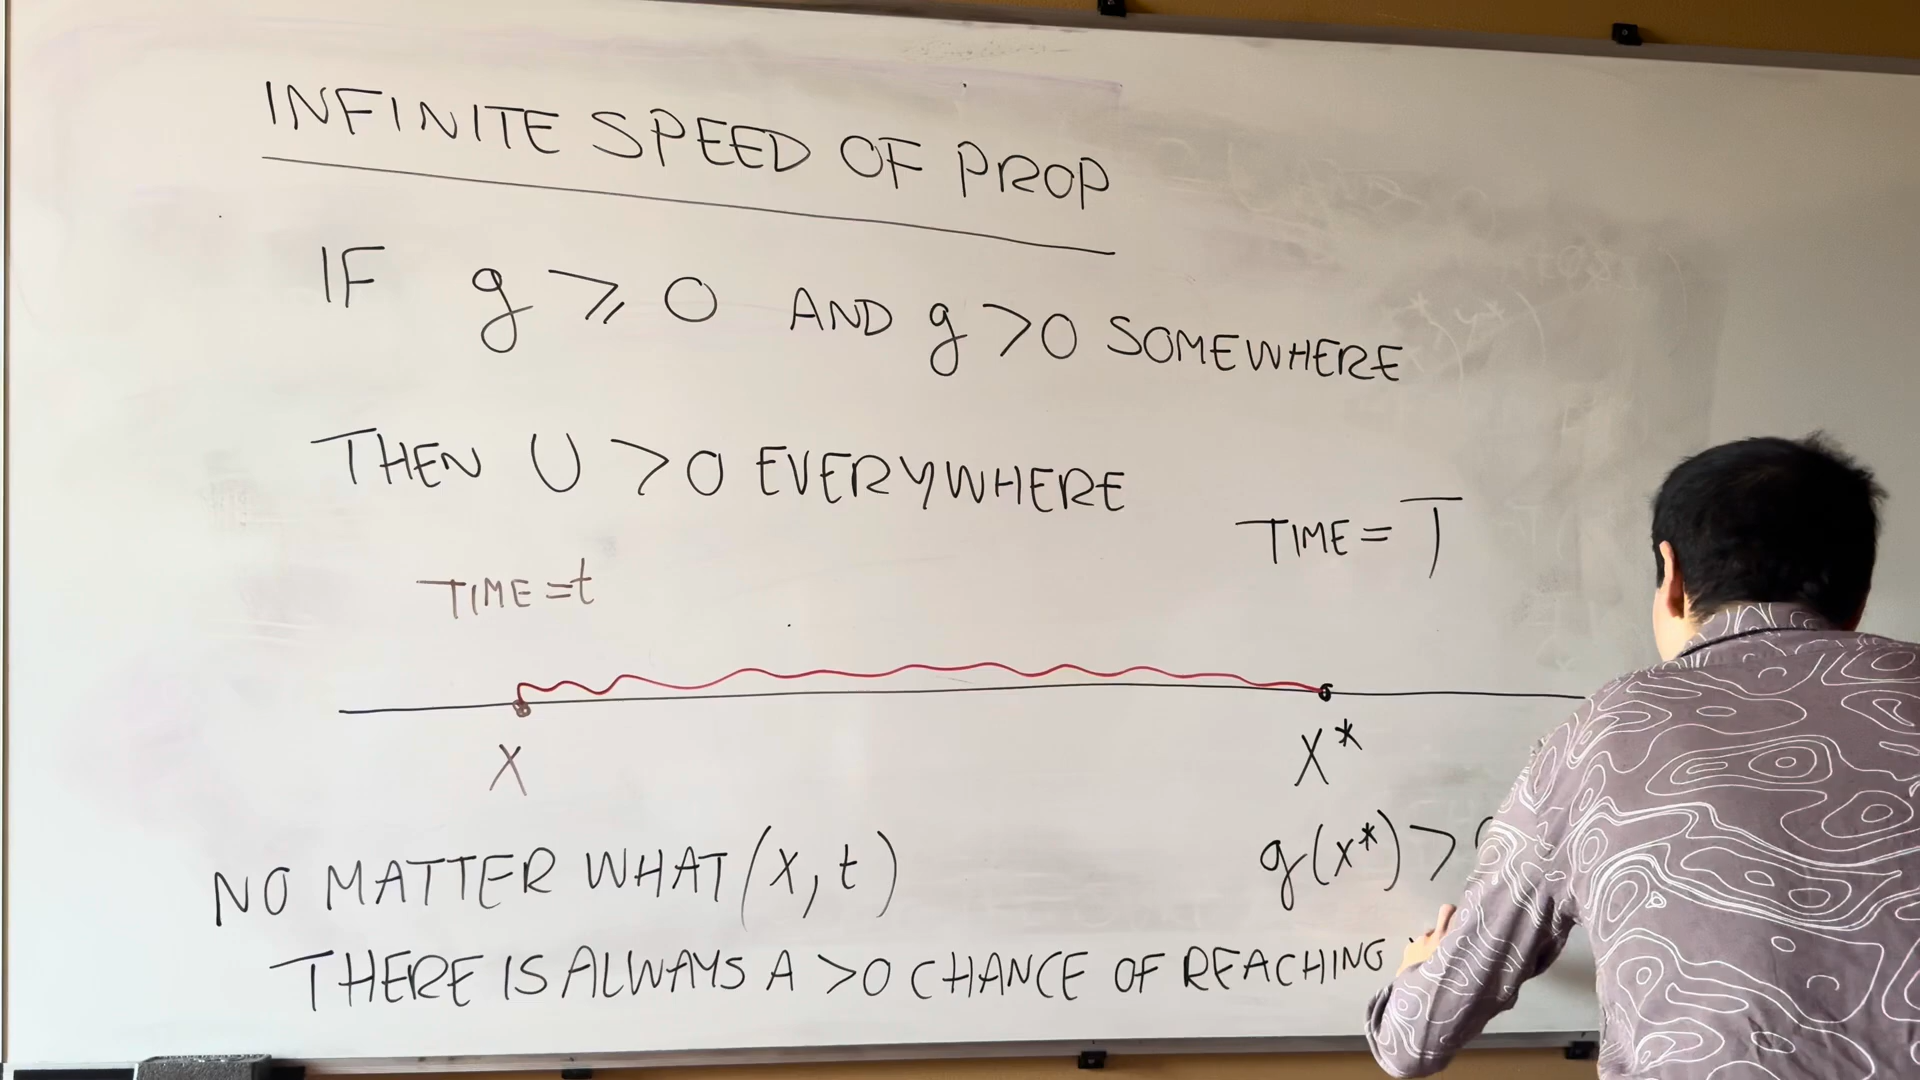 INFINITE SPEED OF PROP
IF g ⩾ 0 AND g > 0 SOMEWHERE
THEN U > 0 EVERYWHERE
TIME = t
TIME = T
X
X*
g(x*) >
NO MATTER WHAT (X, t)
THERE IS ALWAYS A > 0 CHANCE OF REACHING